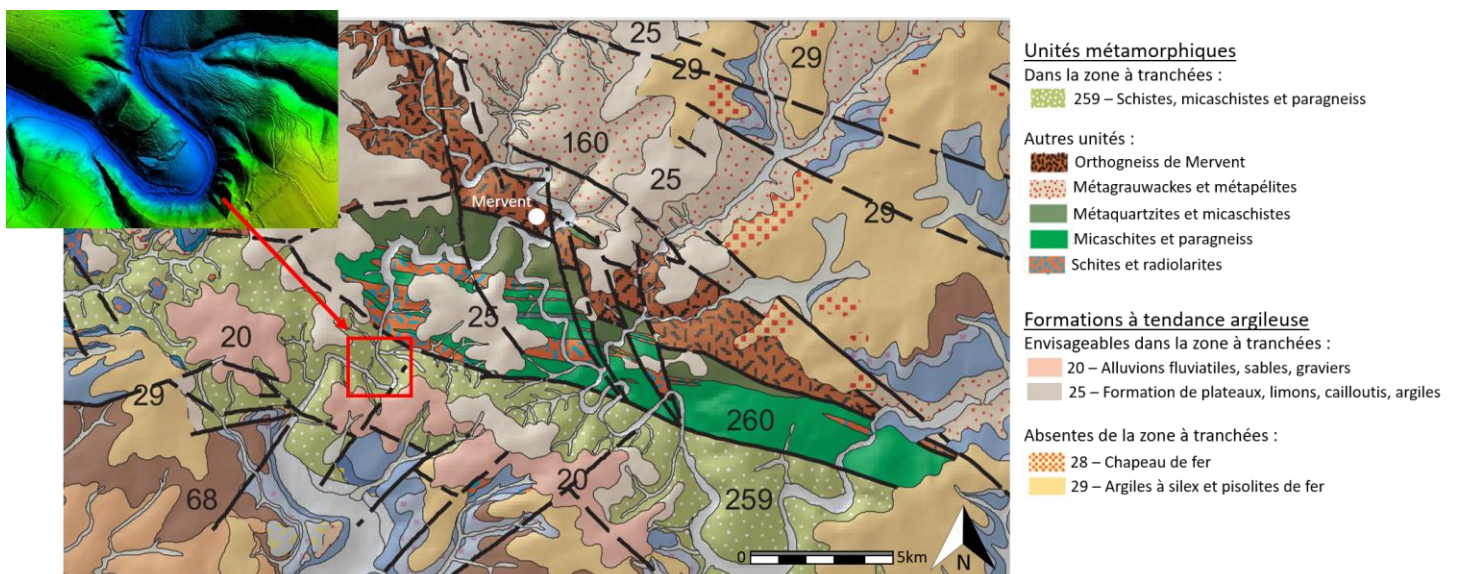 25
29
29
160
25
Mervent
29
20
25
29
260
20
259
68
0
5km
N
Unités métamorphiques
Dans la zone à tranchées :
259 – Schistes, micaschistes et paragneiss
Autres unités :
Orthogneiss de Mervent
Métagrauwackes et métapélites
Métaquartzites et micaschistes
Micaschites et paragneiss
Schites et radiolarites
Formations à tendance argileuse
Envisageables dans la zone à tranchées :
20 – Alluvions fluviatiles, sables, graviers
25 – Formation de plateaux, limons, cailloutis, argiles
Absentes de la zone à tranchées :
28 – Chapeau de fer
29 – Argiles à silex et pisolites de fer